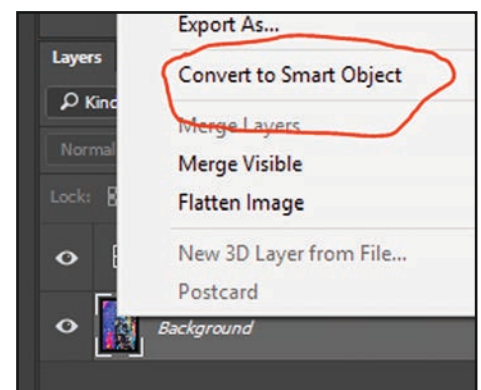 Export As...
Layers
Convert to Smart Object
Kind
Merge Layers
Normal
Merge Visible
Lock:
Flatten Image
New 3D Layer from File...
Postcard
Background